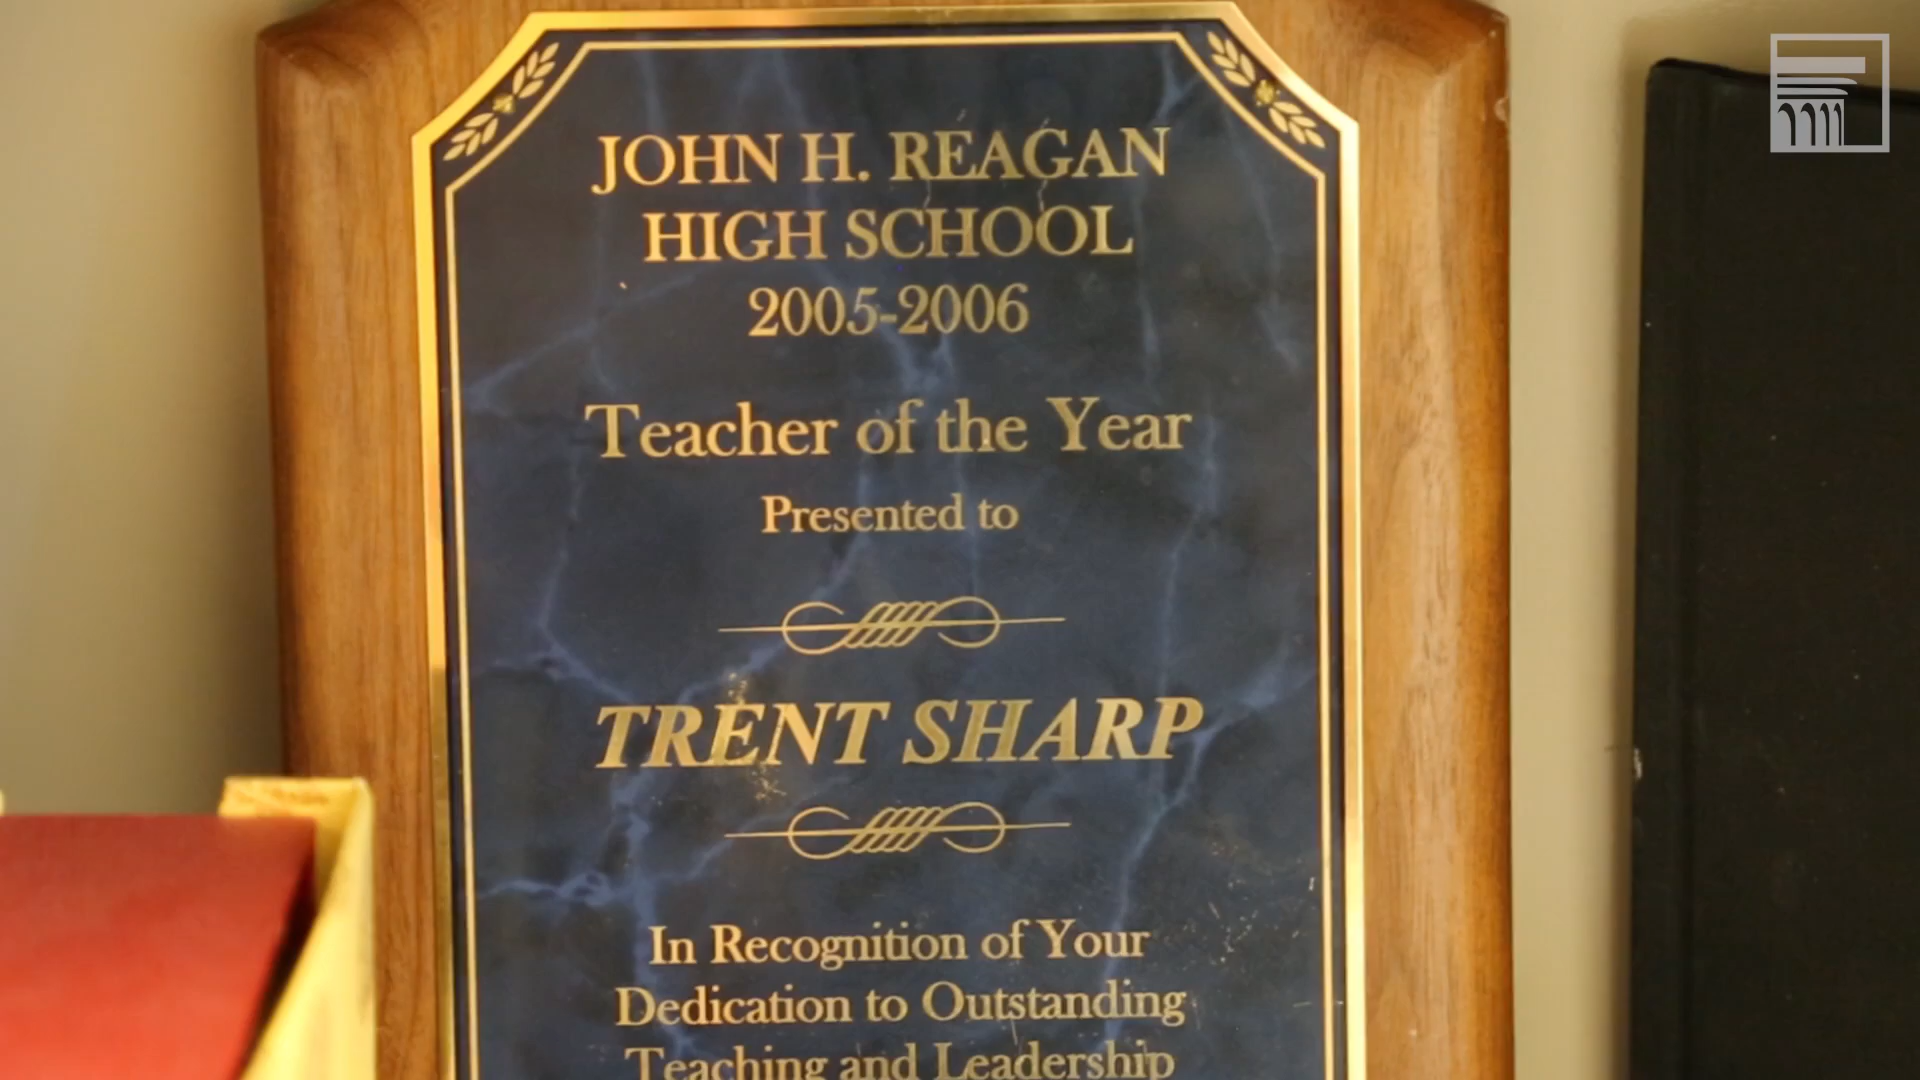 JOHN H. REAGAN
HIGH SCHOOL
2005-2006
Teacher of the Year
Presented to
TRENT SHARP
In Recognition of Your
Dedication to Outstanding
Teaching and Leadership